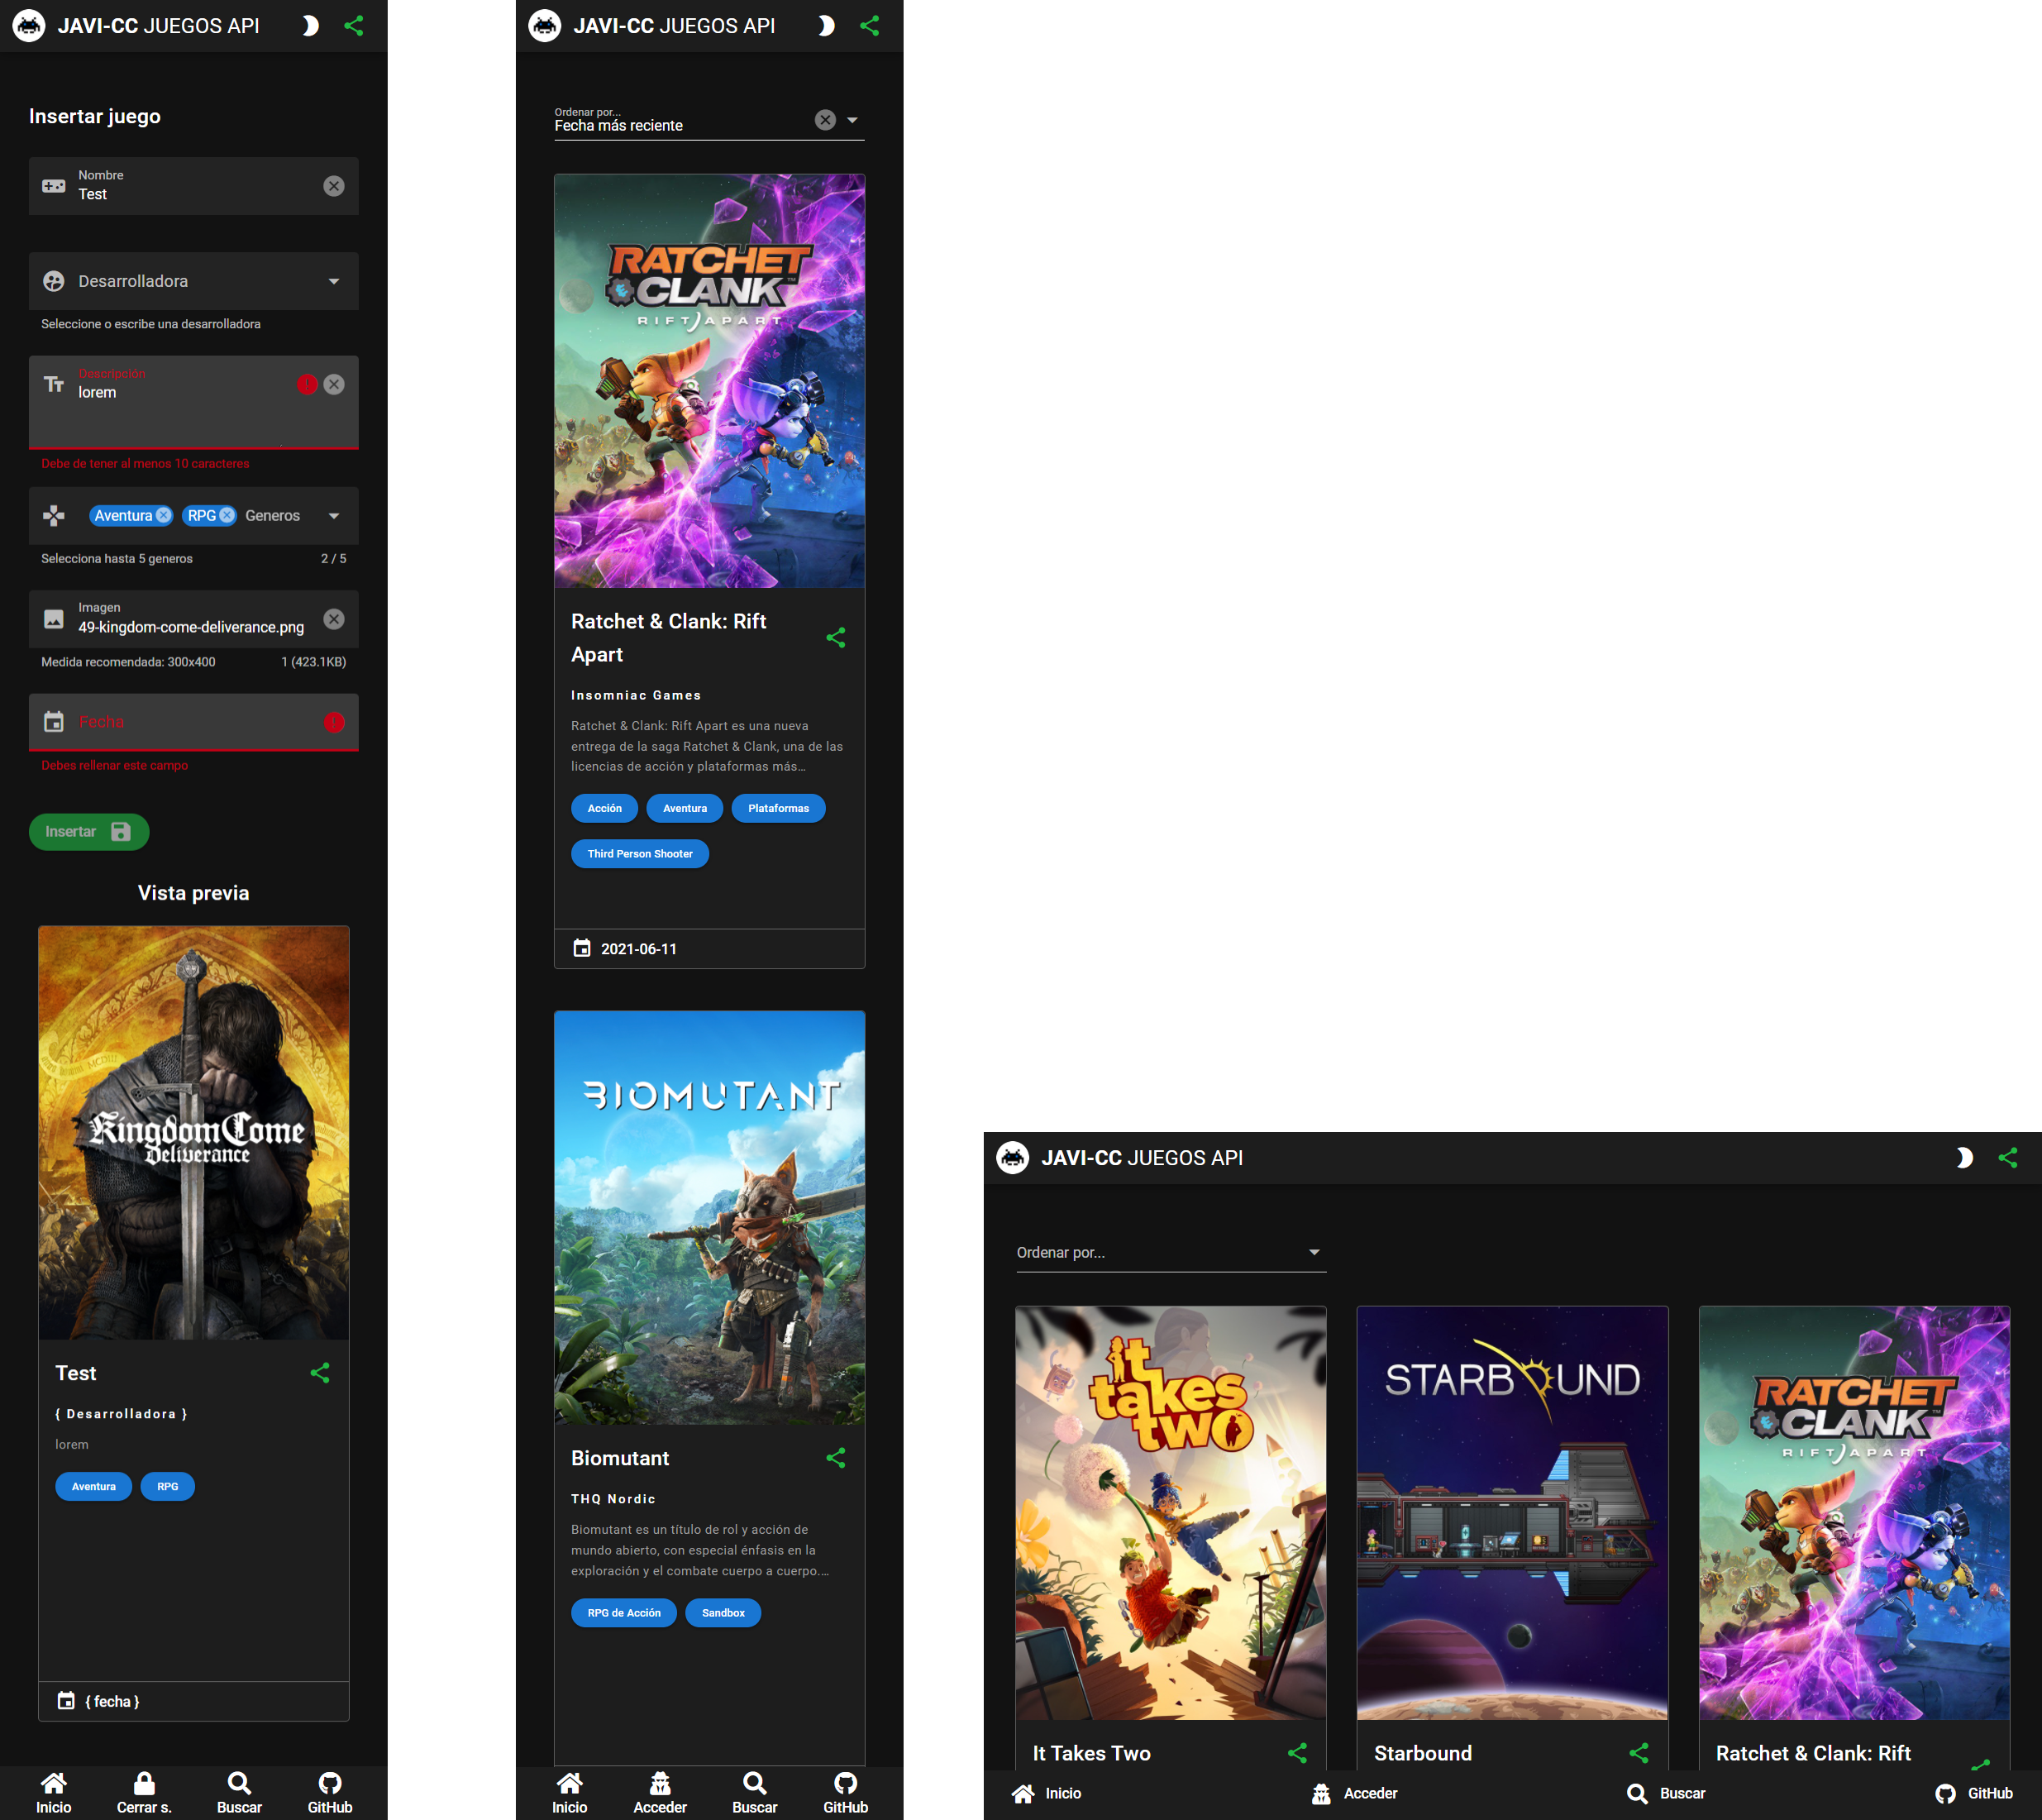 JAVI-CC JUEGOS API
Insertar juego
Nombre
Test
Desarrolladora
Seleccione o escribe una desarrolladora
Descripción
lorem
Debe de tener al menos 10 caracteres
Aventura RPG Generos
Selecciona hasta 5 generos 2 / 5
Imagen
49-kingdom-come-deliverance.png
Medida recomendada: 300x400 1 (423.1KB)
Fecha
Debes rellenar este campo
Insertar
Vista previa
Kingdom Come
Deliverance
Test
{ Desarrolladora }
lorem
Aventura RPG
{ fecha }
Inicio Cerrar s. Buscar GitHub
JAVI-CC JUEGOS API
Ordenar por...
Fecha más reciente
RATCHET
& CLANK™
RIFT APART
Ratchet & Clank: Rift
Apart
Insomniac Games
Ratchet & Clank: Rift Apart es una nueva
entrega de la saga Ratchet & Clank, una de las
licencias de acción y plataformas más...
Acción Aventura Plataformas
Third Person Shooter
2021-06-11
BIOMUTANT
Biomutant
THQ Nordic
Biomutant es un título de rol y acción de
mundo abierto, con especial énfasis en la
exploración y el combate cuerpo a cuerpo....
RPG de Acción Sandbox
Inicio Acceder Buscar GitHub
JAVI-CC JUEGOS API
Ordenar por...
it
takes
two
STARBOUND
RATCHET
& CLANK™
RIFT APART
It Takes Two
Starbound
Ratchet & Clank: Rift
Inicio Acceder Buscar GitHub